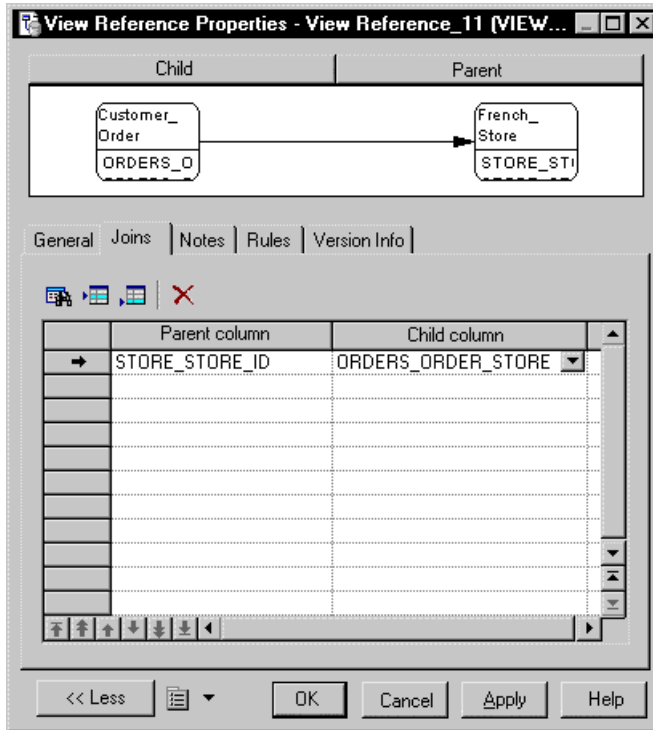 View Reference Properties - View Reference_11 (VIEW...
Child Parent
Customer_
Order
ORDERS_O
French_
Store
STORE_STO
General Joins Notes Rules Version Info
Parent column Child column
STORE_STORE_ID ORDERS_ORDER_STORE
<< Less OK Cancel Apply Help